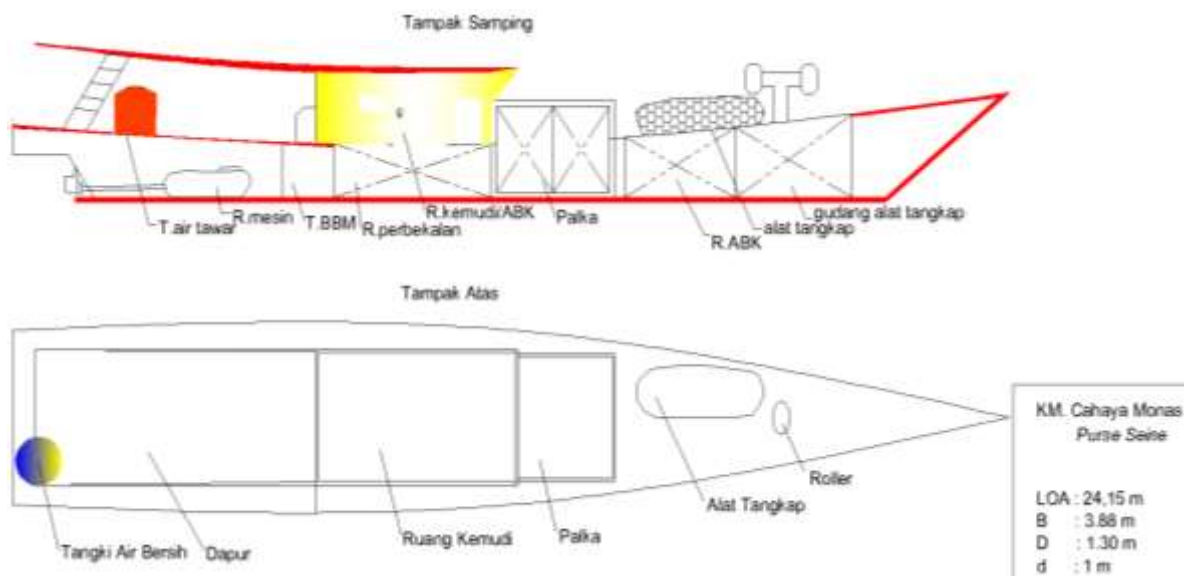 Tampak Samping
T.air tawar
R.mesin
T.BBM
R.perbekalan
R.kemudi/ABK
Palka
R.ABK
alat tangkap
gudang alat tangkap
Tampak Atas
Tangki Air Bersih
Dapur
Ruang Kemudi
Palka
Alat Tangkap
Roller
KM. Cahaya Monas
Purse Seine
LOA : 24,15 m
B : 3.88 m
D : 1.30 m
d : 1 m